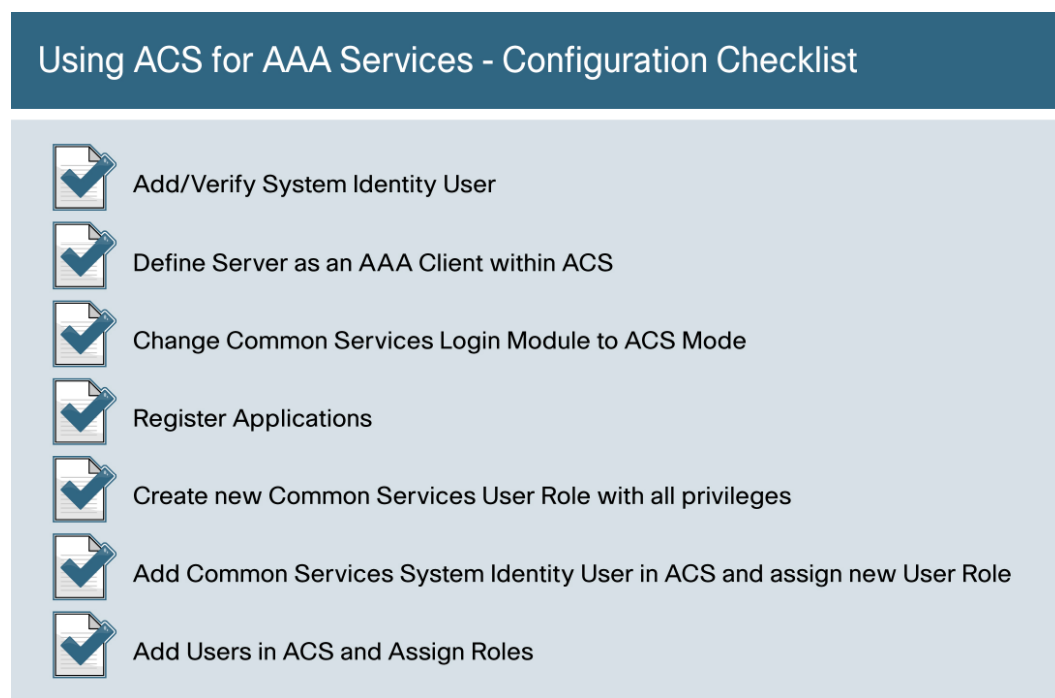 Using ACS for AAA Services - Configuration Checklist
Add/Verify System Identity User
Define Server as an AAA Client within ACS
Change Common Services Login Module to ACS Mode
Register Applications
Create new Common Services User Role with all privileges
Add Common Services System Identity User in ACS and assign new User Role
Add Users in ACS and Assign Roles